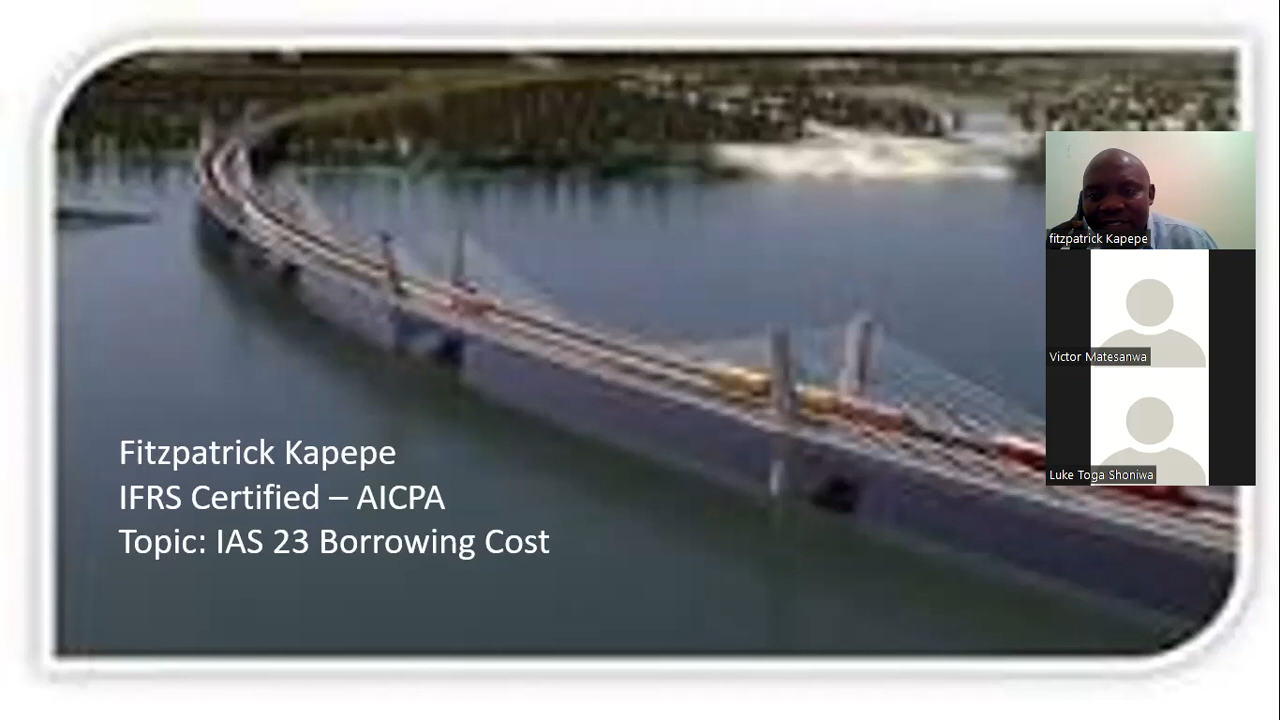 Fitzpatrick Kapepe
IFRS Certified – AICPA
Topic: IAS 23 Borrowing Cost
fitzpatrick Kapepe
Victor Matesanwa
Luke Toga Shoniwa